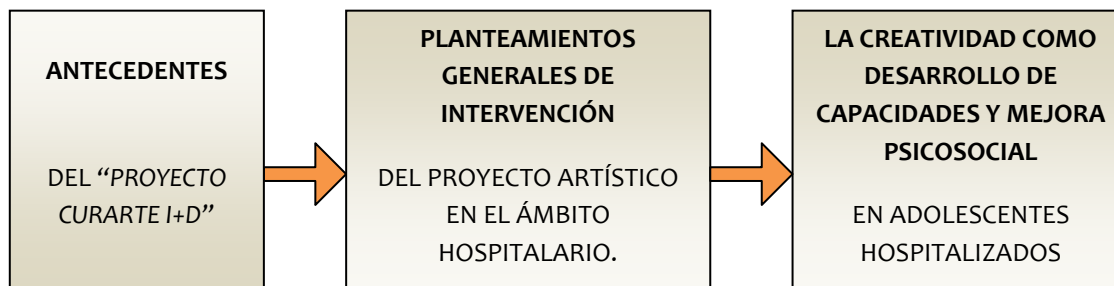 ANTECEDENTES
DEL “PROYECTO
CURARTE I+D”
PLANTEAMIENTOS
GENERALES DE
INTERVENCIÓN
DEL PROYECTO ARTÍSTICO
EN EL ÁMBITO
HOSPITALARIO.
LA CREATIVIDAD COMO
DESARROLLO DE
CAPACIDADES Y MEJORA
PSICOSOCIAL
EN ADOLESCENTES
HOSPITALIZADOS